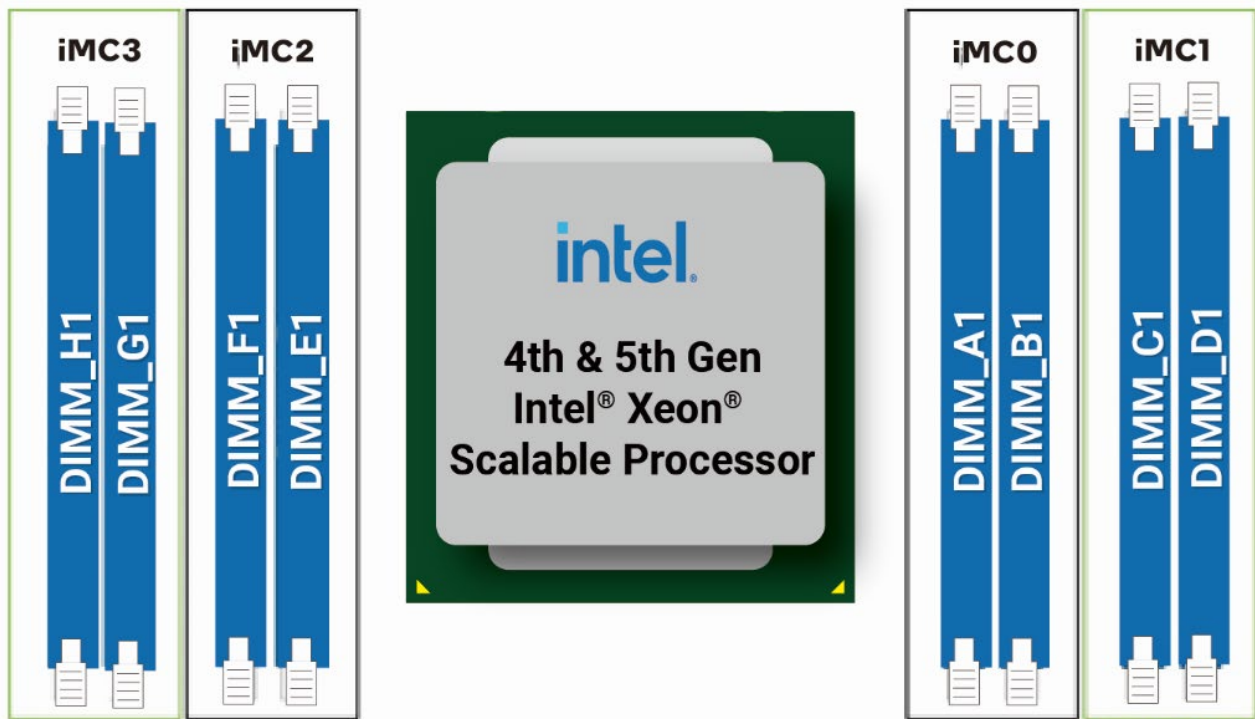 iMC3
iMC2
iMC0
iMC1
DIMM_H1
DIMM_G1
DIMM_F1
DIMM_E1
intel®
4th & 5th Gen
Intel® Xeon®
Scalable Processor
DIMM_A1
DIMM_B1
DIMM_C1
DIMM_D1